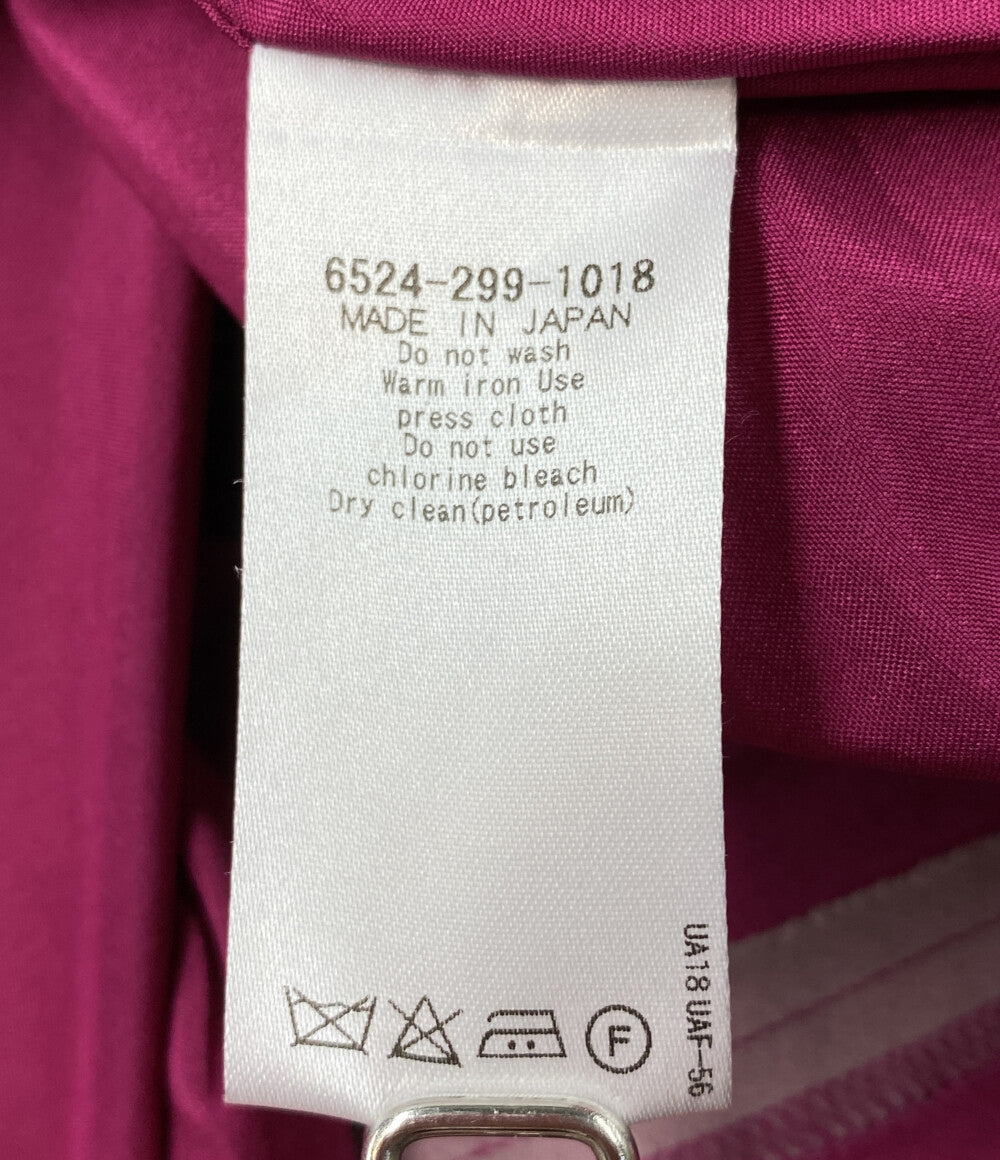 6524-299-1018
MADE IN JAPAN
Do not wash
Warm iron Use
press cloth
Do not use
chlorine bleach
Dry clean(petroleum)
F
UA18 UAF-56